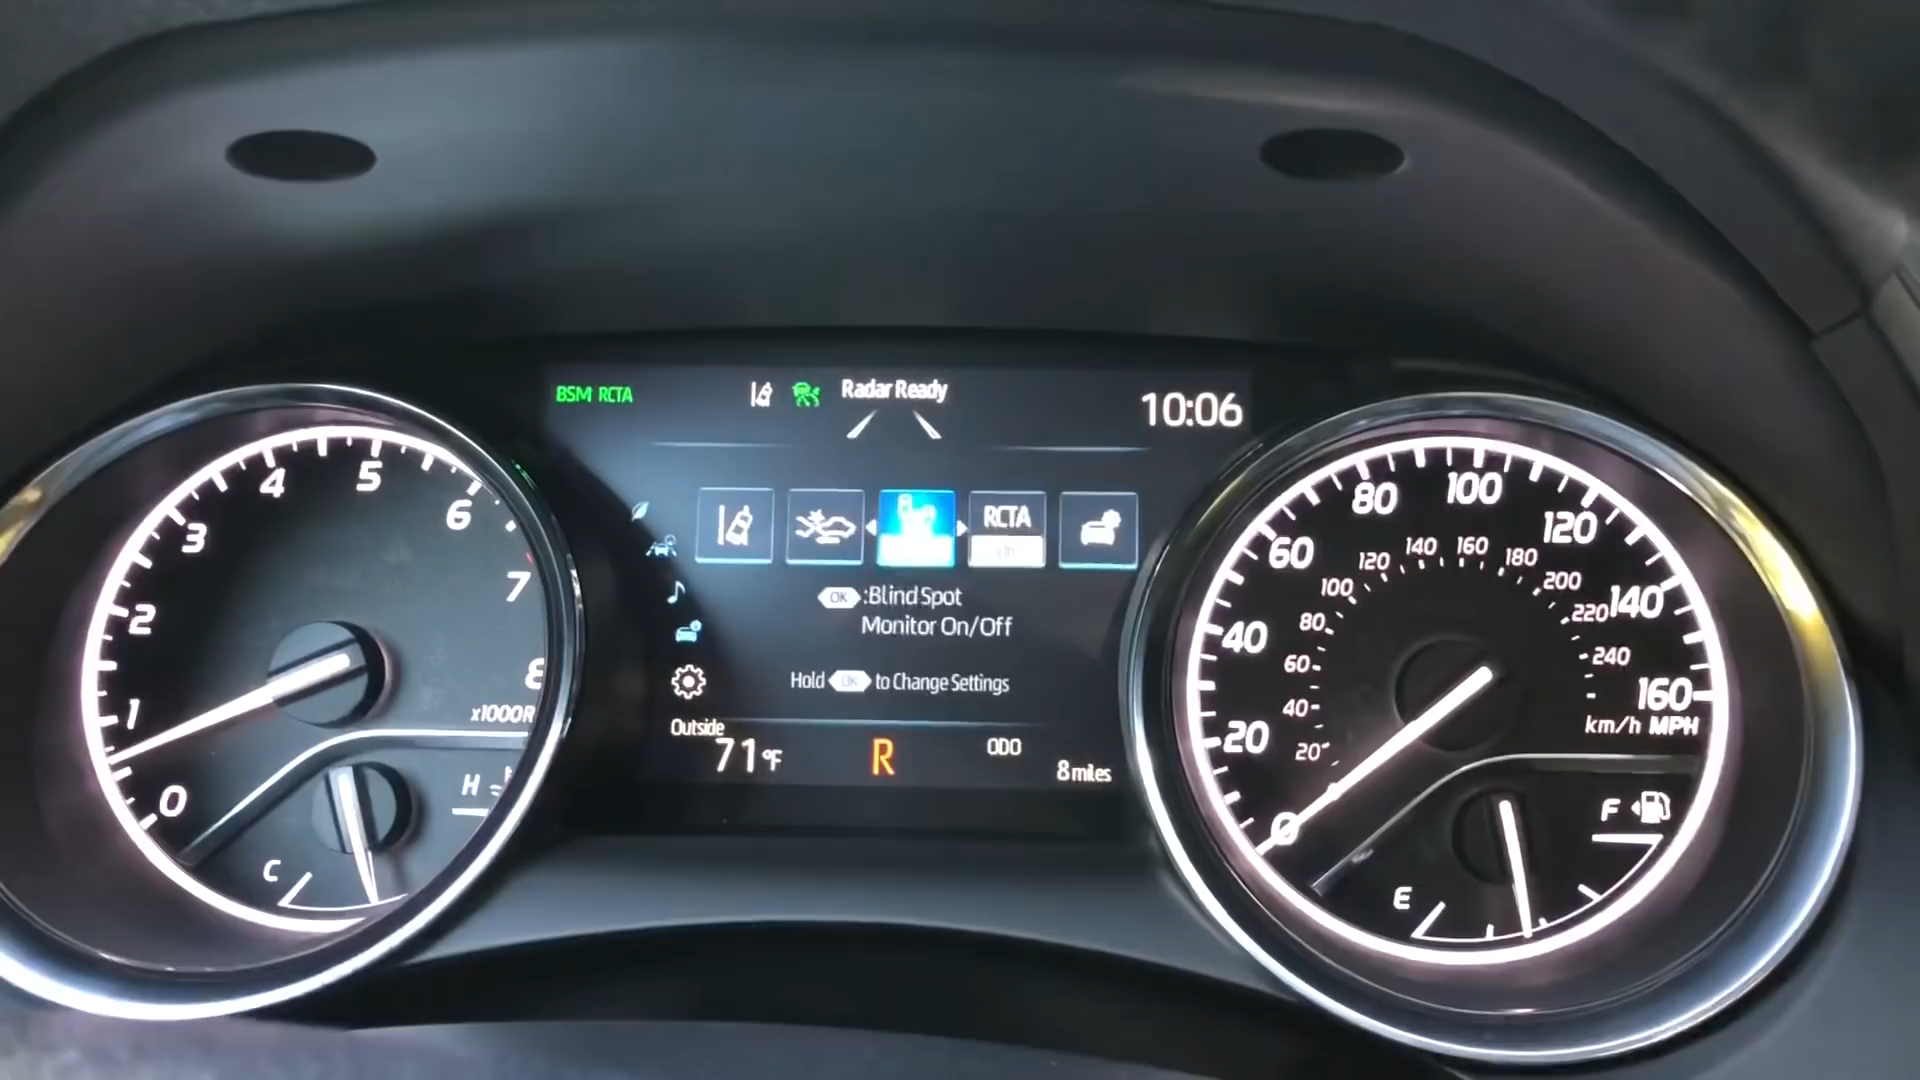 BSM RCTA
Radar Ready
10:06
RCTA
OK :Blind Spot
Monitor On/Off
Hold OK to Change Settings
Outside
71°F
R
ODO
8 miles
0
1
2
3
4
5
6
7
8
x1000R
C
H
0
20
40
60
80
100
120
140
160
20
40
60
80
100
120
140
160
180
200
220
240
km/h MPH
E
F